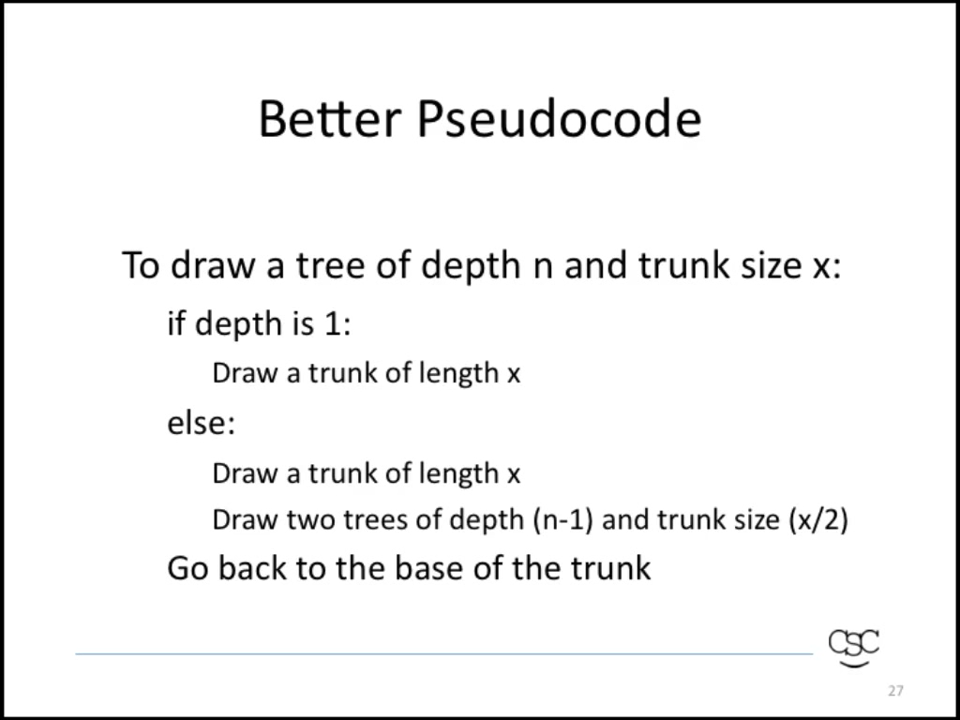 Better Pseudocode
To draw a tree of depth n and trunk size x:
if depth is 1:
Draw a trunk of length x
else:
Draw a trunk of length x
Draw two trees of depth (n-1) and trunk size (x/2)
Go back to the base of the trunk
CSC
27